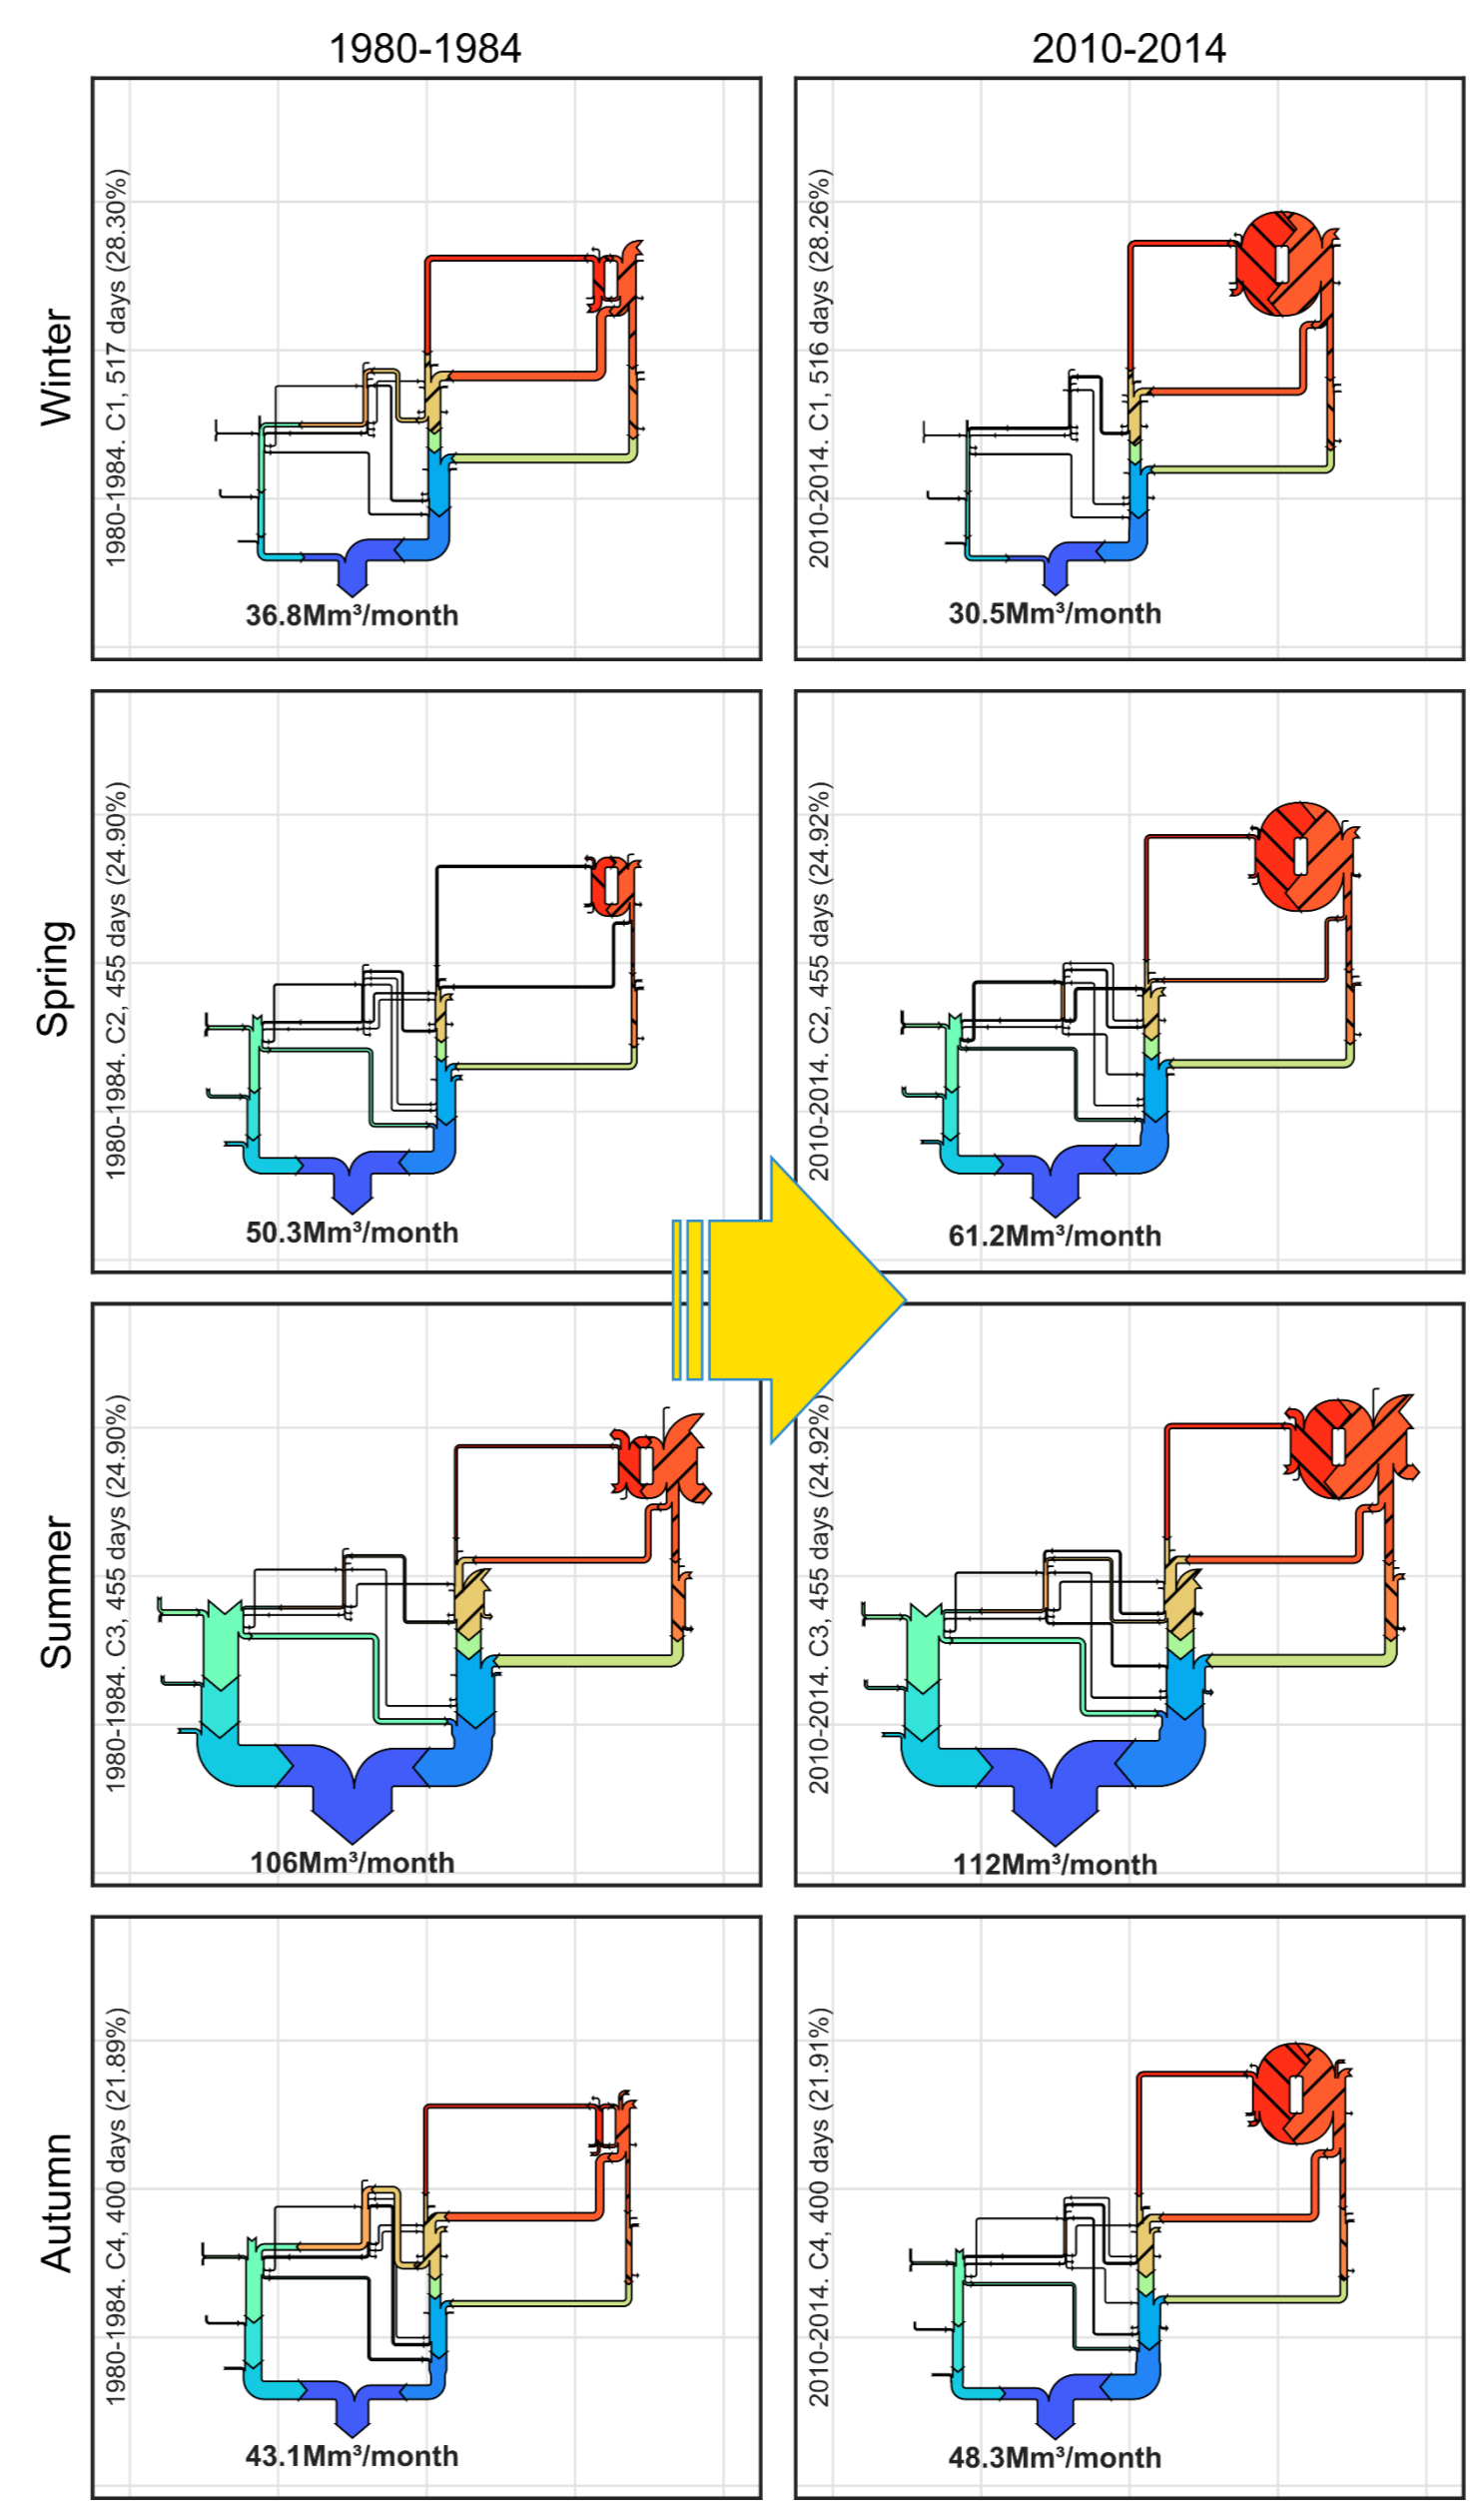 1980-1984
2010-2014
Winter
1980-1984. C1, 517 days (28.30%)
36.8Mm³/month
2010-2014. C1, 516 days (28.26%)
30.5Mm³/month
Spring
1980-1984. C2, 455 days (24.90%)
50.3Mm³/month
2010-2014. C2, 455 days (24.92%)
61.2Mm³/month
Summer
1980-1984. C3, 455 days (24.90%)
106Mm³/month
2010-2014. C3, 455 days (24.92%)
112Mm³/month
Autumn
1980-1984. C4, 400 days (21.89%)
43.1Mm³/month
2010-2014. C4, 400 days (21.91%)
48.3Mm³/month